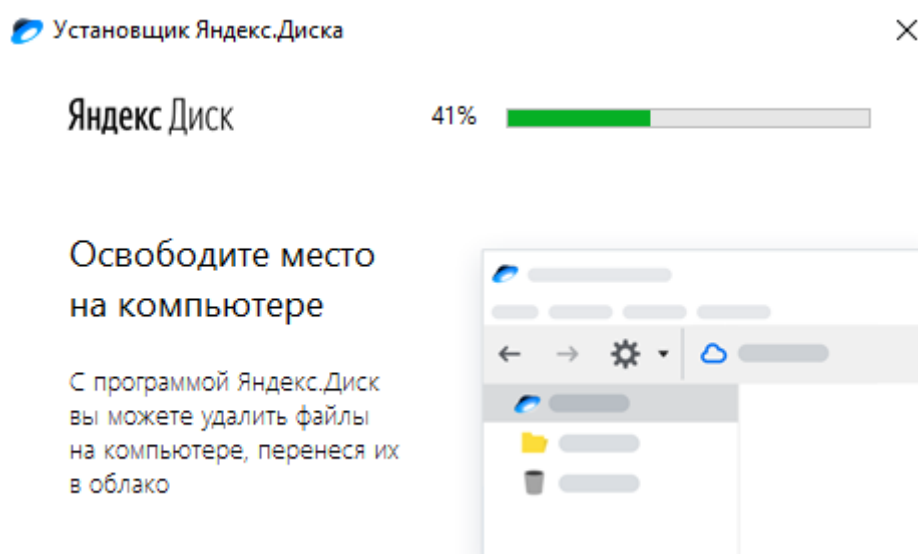 Установщик Яндекс.Диска
Яндекс Диск
41%
Освободите место
на компьютере
С программой Яндекс.Диск
вы можете удалить файлы
на компьютере, перенеся их
в облако